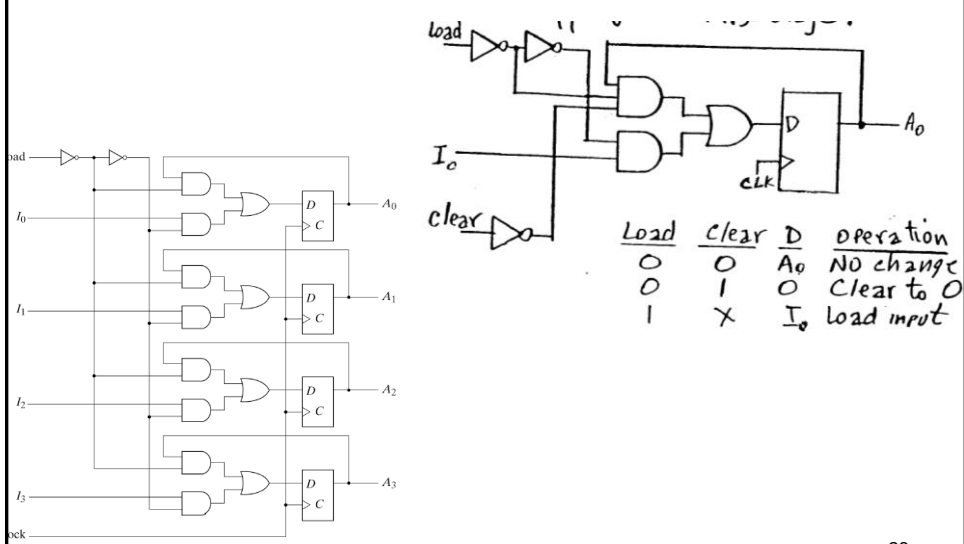 Load
I₀
Clear
D
CLK
A₀
Load Clear D Operation
0 0 A₀ No change
0 1 0 Clear to 0
1 X I₀ Load input
oad
I₀
D
C
A₀
I₁
D
C
A₁
I₂
D
C
A₂
I₃
D
C
A₃
ock